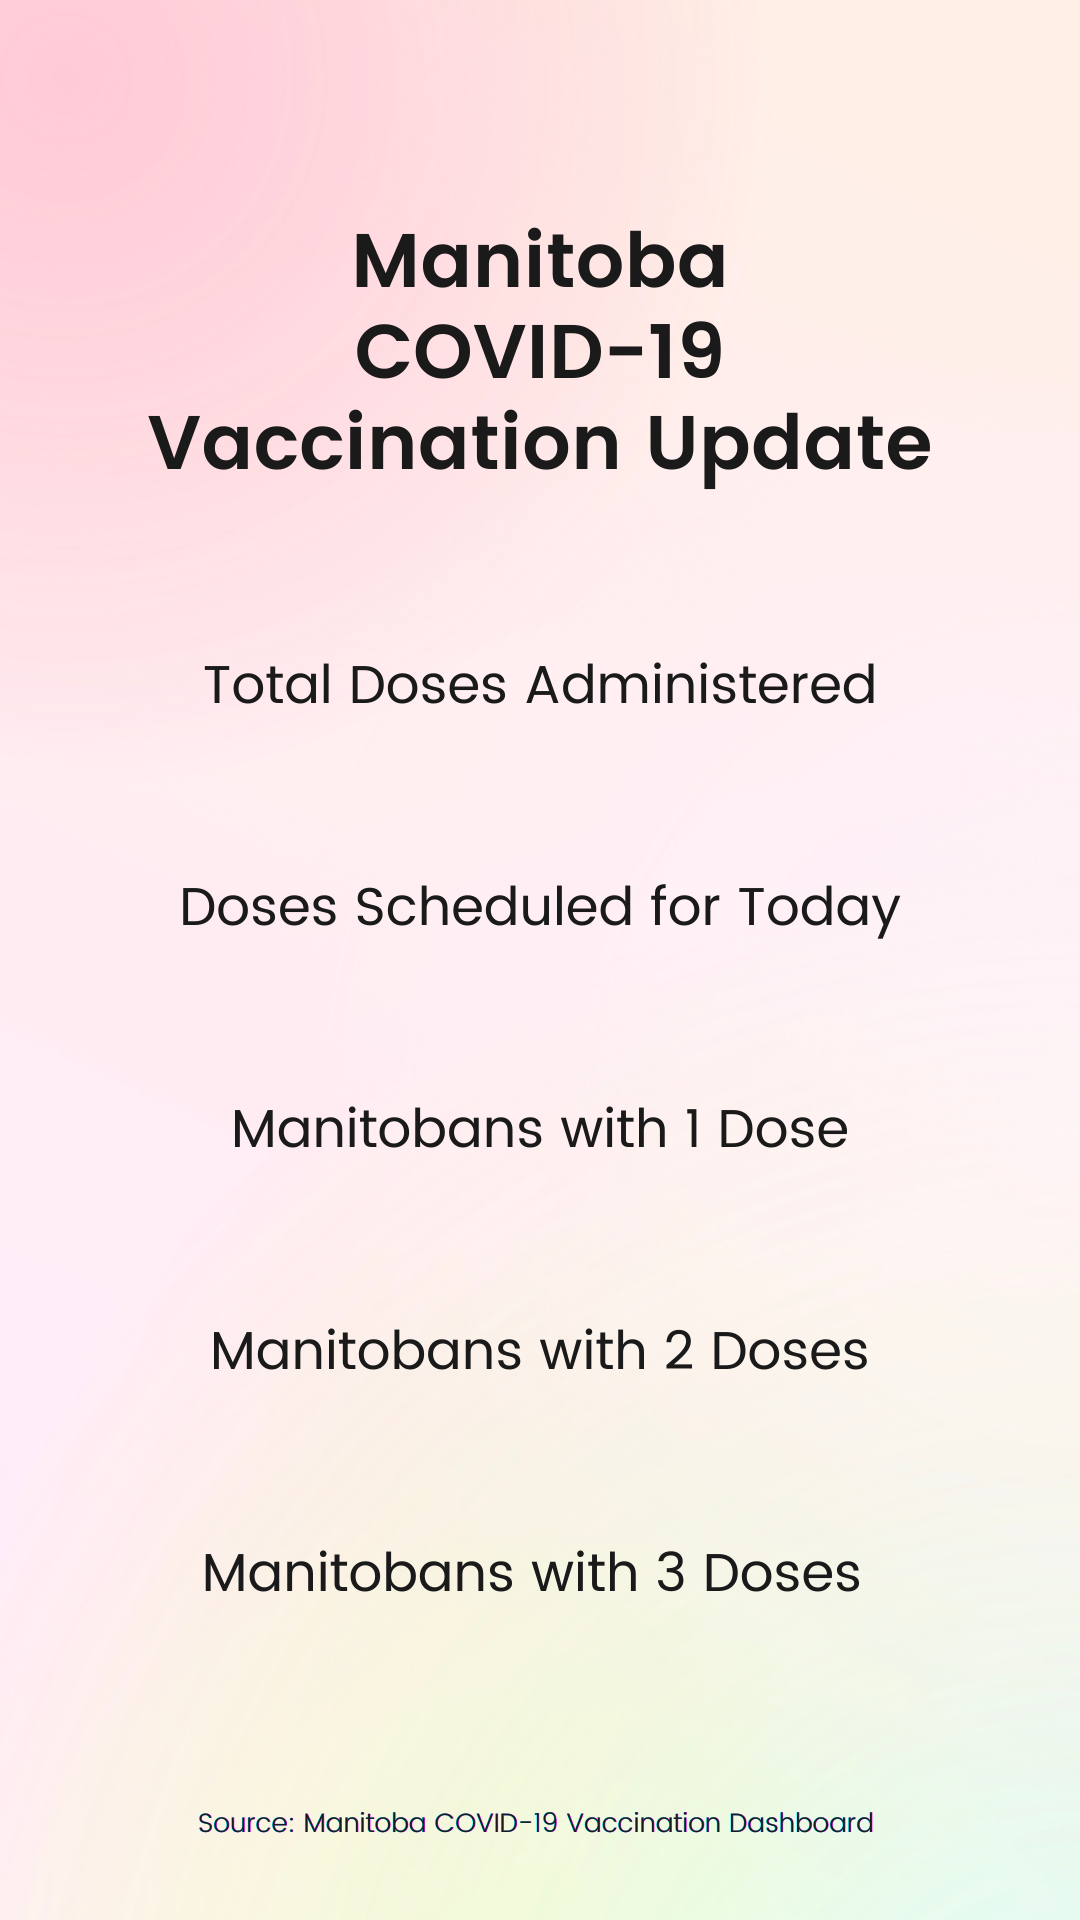 Manitoba
COVID-19
Vaccination Update
Total Doses Administered
Doses Scheduled for Today
Manitobans with 1 Dose
Manitobans with 2 Doses
Manitobans with 3 Doses
Source: Manitoba COVID-19 Vaccination Dashboard